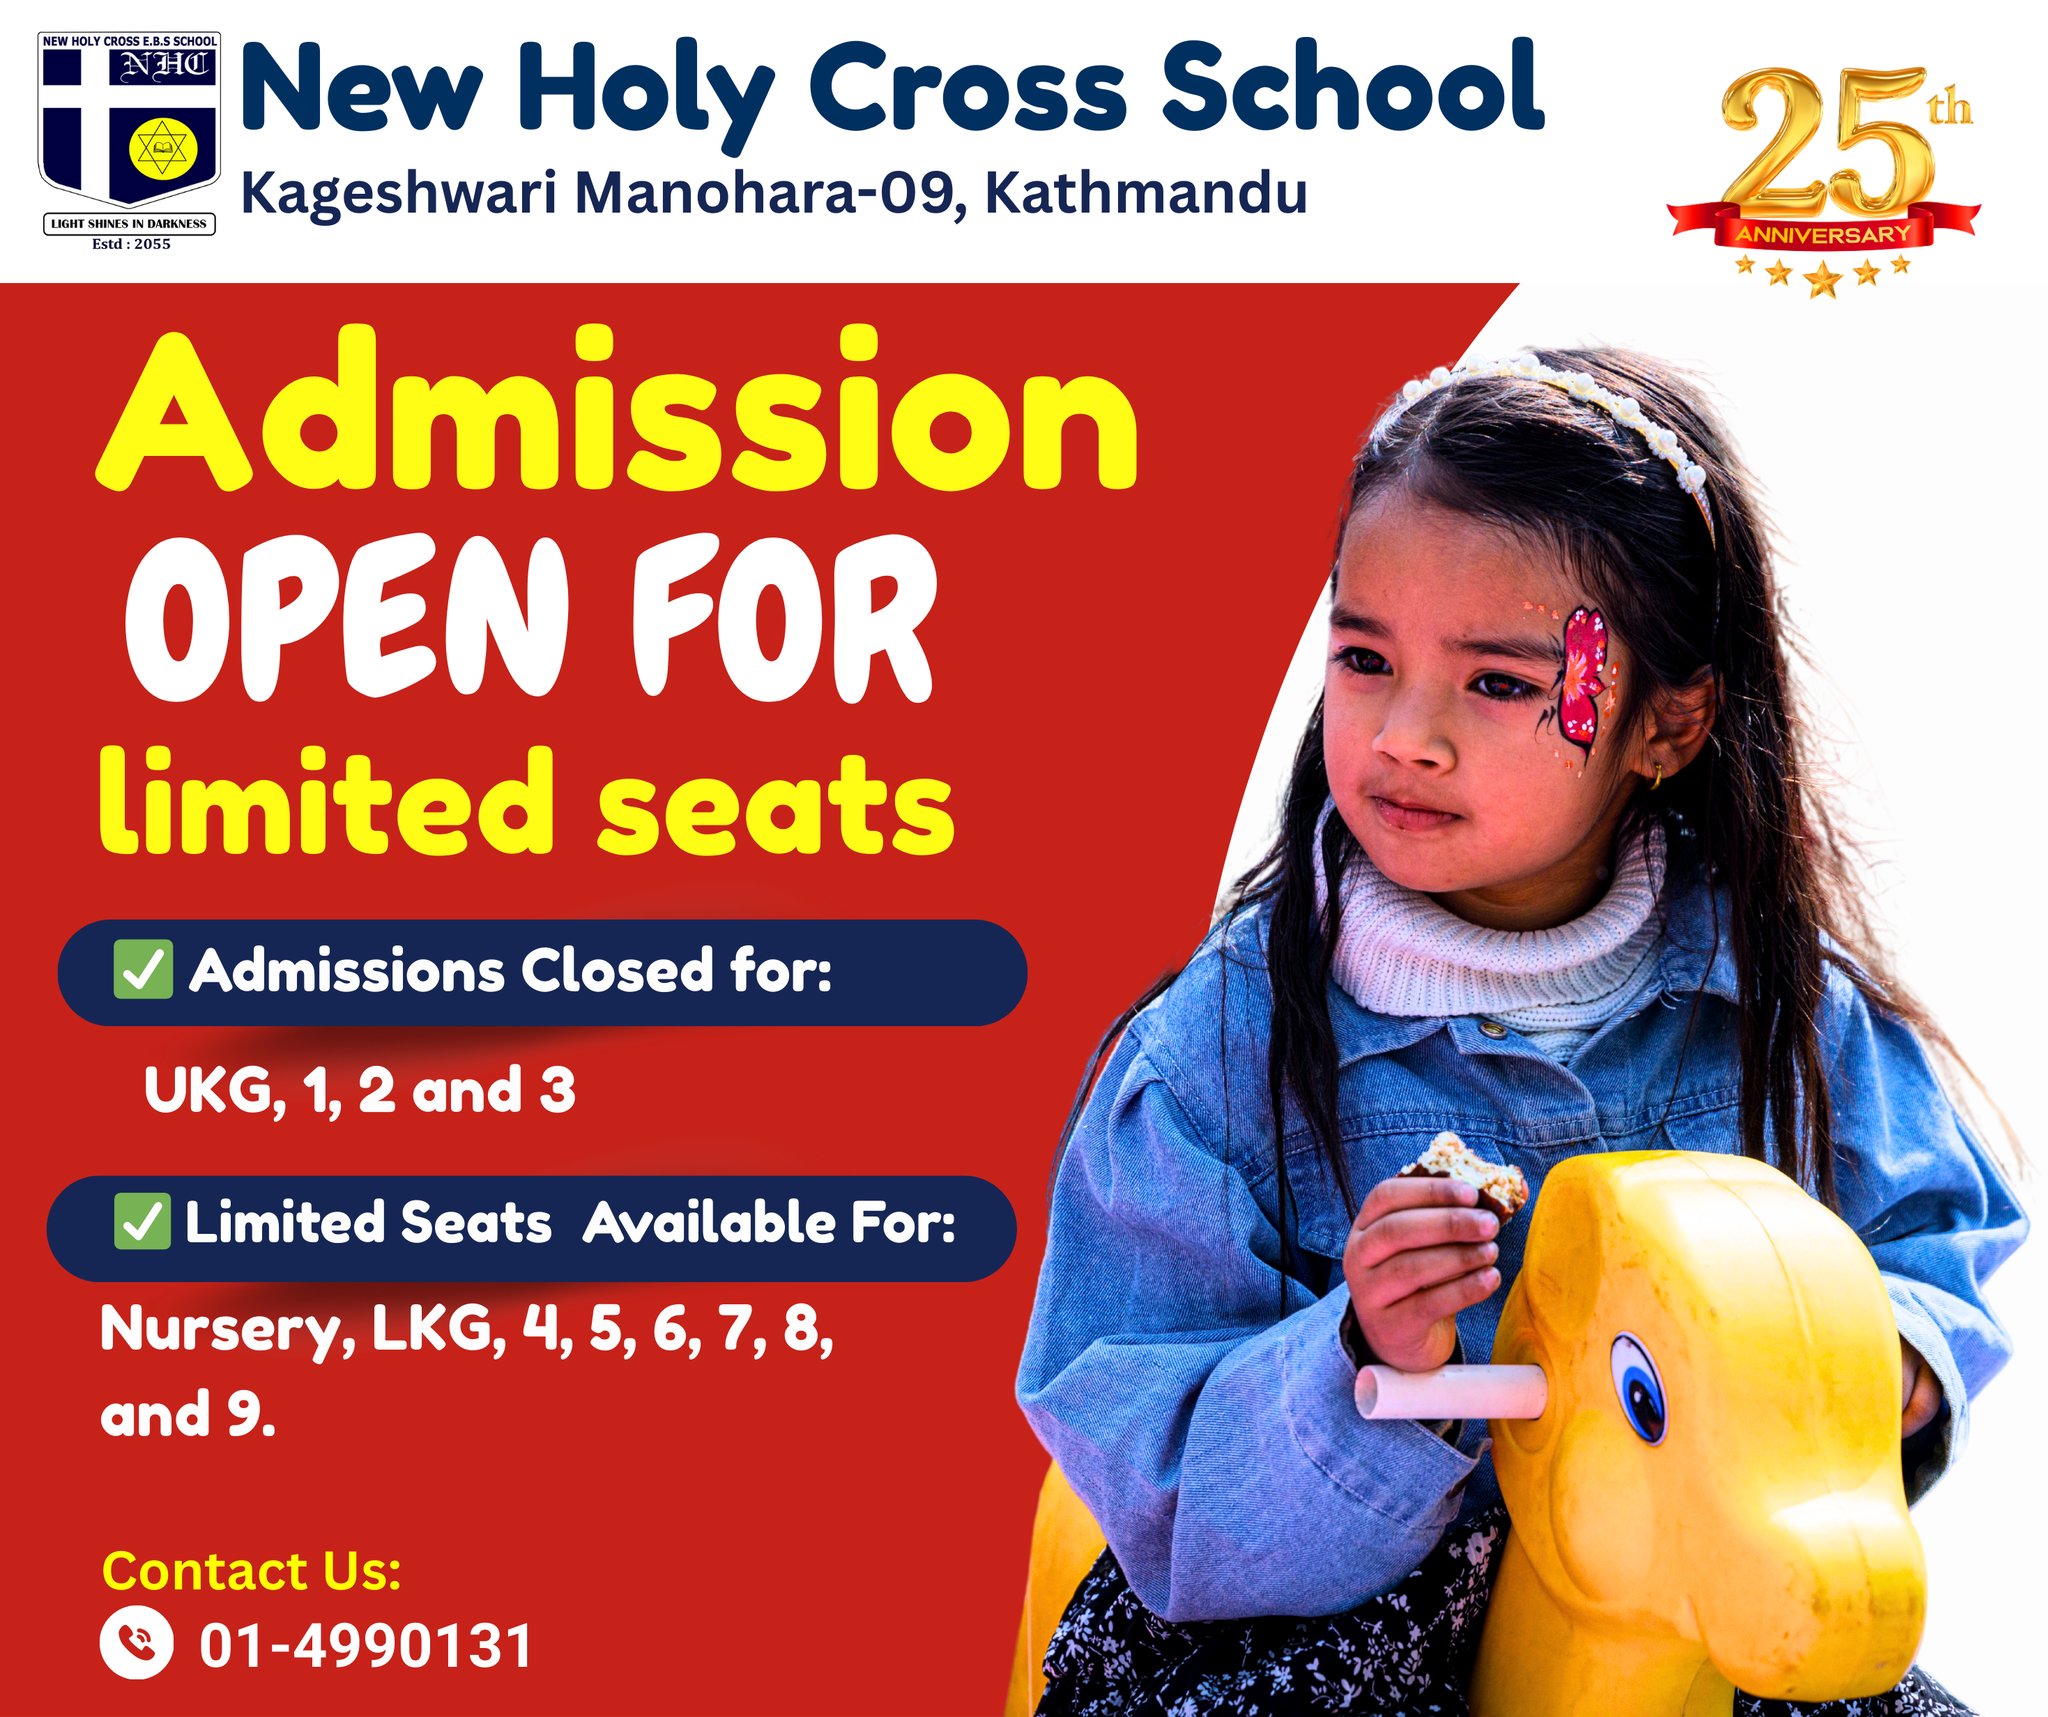 NEW HOLY CROSS E.B.S SCHOOL
NHC
LIGHT SHINES IN DARKNESS
Estd : 2055
New Holy Cross School
Kageshwari Manohara-09, Kathmandu
25th
ANNIVERSARY
Admission
OPEN FOR
limited seats
✅ Admissions Closed for:
UKG, 1, 2 and 3
✅ Limited Seats Available For:
Nursery, LKG, 4, 5, 6, 7, 8,
and 9.
Contact Us:
01-4990131